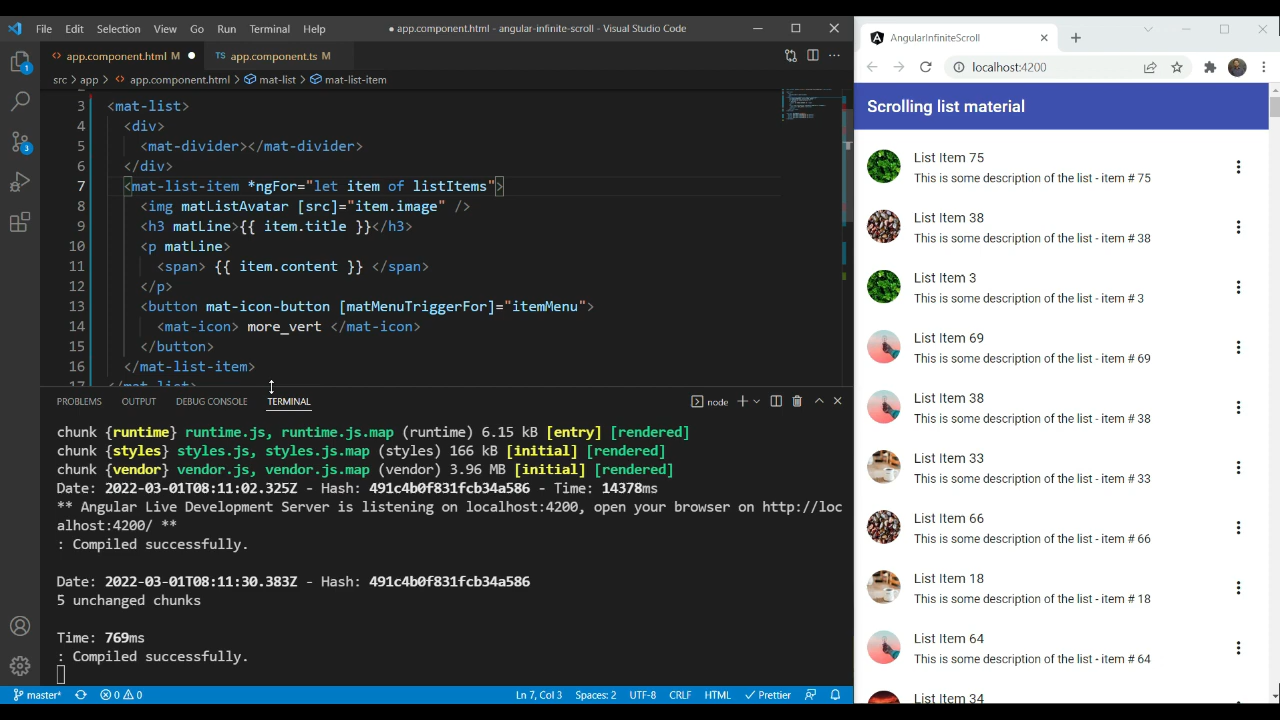 File Edit Selection View Go Run Terminal Help ● app.component.html - angular-infinite-scroll - Visual Studio Code
<> app.component.html M ● TS app.component.ts M
src > app > <> app.component.html > mat-list > mat-list-item
2
3 <mat-list>
4 <div>
5 <mat-divider></mat-divider>
6 </div>
7 <mat-list-item *ngFor="let item of listItems">
8 <img matListAvatar [src]="item.image" />
9 <h3 matLine>{{ item.title }}</h3>
10 <p matLine>
11 <span> {{ item.content }} </span>
12 </p>
13 <button mat-icon-button [matMenuTriggerFor]="itemMenu">
14 <mat-icon> more_vert </mat-icon>
15 </button>
16 </mat-list-item>
17 </mat-list>
1
3
PROBLEMS OUTPUT DEBUG CONSOLE TERMINAL node
chunk {runtime} runtime.js, runtime.js.map (runtime) 6.15 kB [entry] [rendered]
chunk {styles} styles.js, styles.js.map (styles) 166 kB [initial] [rendered]
chunk {vendor} vendor.js, vendor.js.map (vendor) 3.96 MB [initial] [rendered]
Date: 2022-03-01T08:11:02.325Z - Hash: 491c4b0f831fcb34a586 - Time: 14378ms
** Angular Live Development Server is listening on localhost:4200, open your browser on http://loc
alhost:4200/ **
: Compiled successfully.
Date: 2022-03-01T08:11:30.383Z - Hash: 491c4b0f831fcb34a586
5 unchanged chunks
Time: 769ms
: Compiled successfully.
master* 0 0 Ln 7, Col 3 Spaces: 2 UTF-8 CRLF HTML Prettier
AngularInfiniteScroll
localhost:4200
Scrolling list material
List Item 75
This is some description of the list - item # 75
List Item 38
This is some description of the list - item # 38
List Item 3
This is some description of the list - item # 3
List Item 69
This is some description of the list - item # 69
List Item 38
This is some description of the list - item # 38
List Item 33
This is some description of the list - item # 33
List Item 66
This is some description of the list - item # 66
List Item 18
This is some description of the list - item # 18
List Item 64
This is some description of the list - item # 64
List Item 34